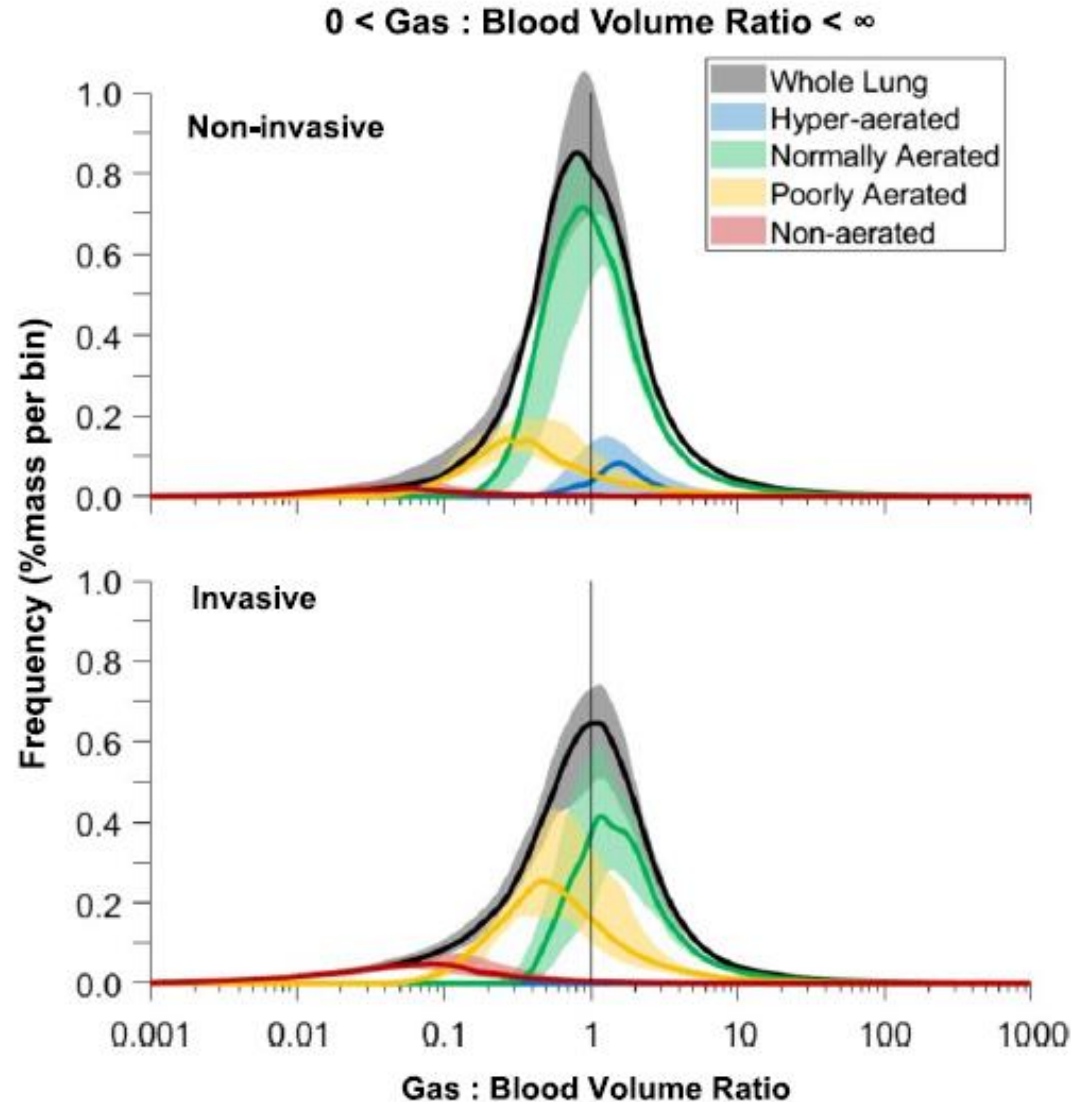 0 < Gas : Blood Volume Ratio < ∞
Whole Lung
Hyper-aerated
Normally Aerated
Poorly Aerated
Non-aerated
Non-invasive
1.0
0.8
0.6
0.4
0.2
0.0
Frequency (%mass per bin)
Invasive
1.0
0.8
0.6
0.4
0.2
0.0
0.001 0.01 0.1 1 10 100 1000
Gas : Blood Volume Ratio